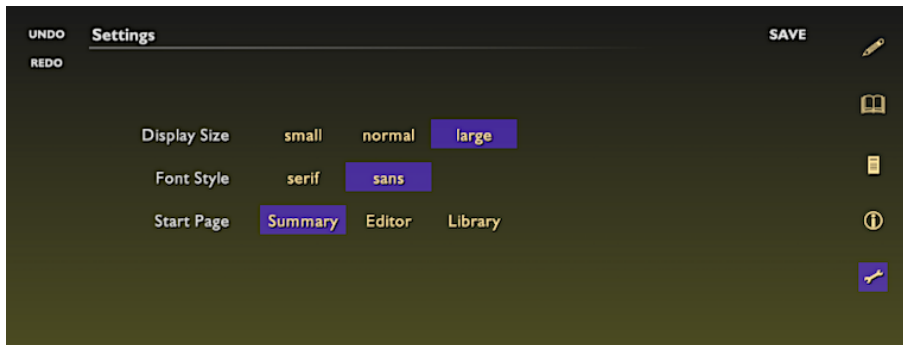 UNDO Settings SAVE
REDO
Display Size small normal large
Font Style serif sans
Start Page Summary Editor Library